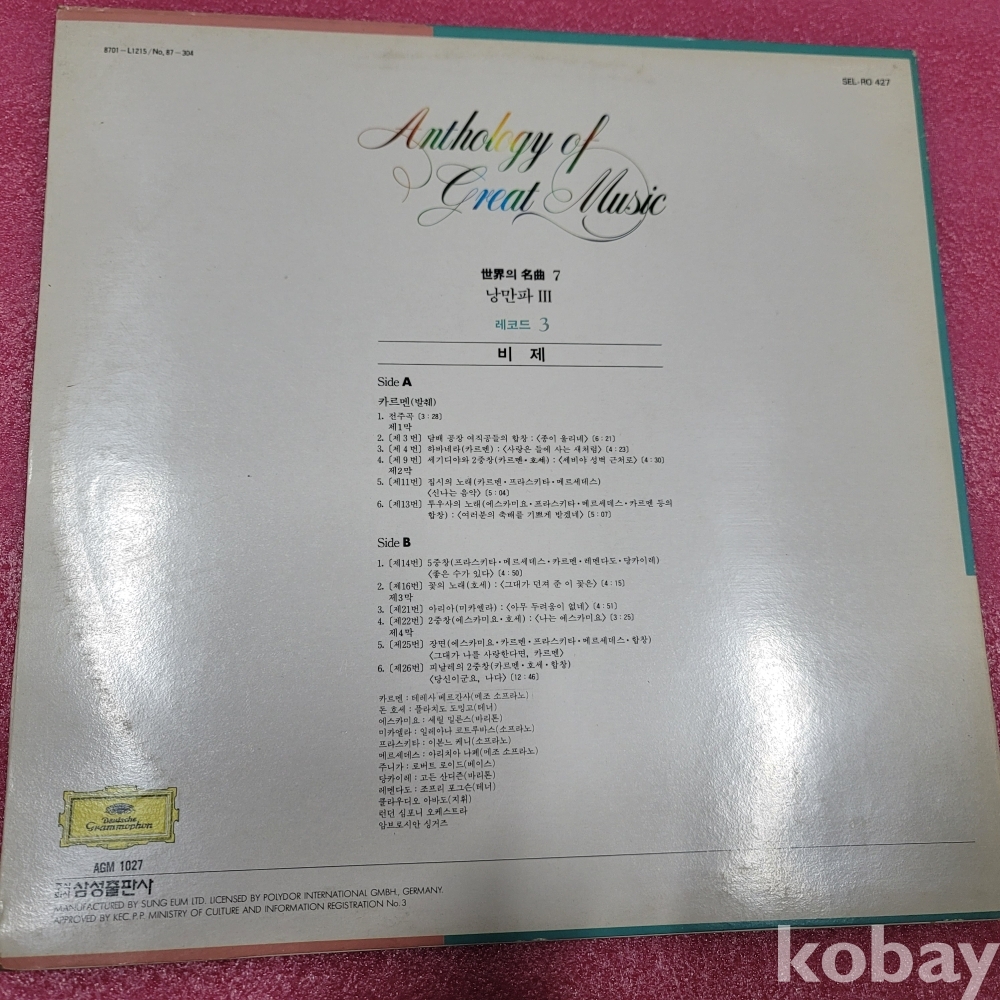 8701-L1215/No, 87-304
SEL-RO 427
Anthology of
Great Music
世界의 名曲 7
낭만파 III
레코드 3
비 제
Side A
카르멘(발췌)
1. 전주곡 [3:28]
제1막
2. [제 3 번] 담배 공장 여직공들의 합창:〈종이 울리네〉[6:21]
3. [제 4 번] 하바네라(카르멘):〈사랑은 들에 사는 새처럼〉[4:23]
4. [제 9 번] 세기디야와 2중창(카르멘·호세):〈세비야 성벽 근처로〉[4:30]
제2막
5. [제11번] 집시의 노래(카르멘·프라스키타·메르세데스)
〈신나는 음악〉[5:04]
6. [제13번] 투우사의 노래(에스카미요·프라스키타·메르세데스·카르멘 등의
합창):〈여러분의 축배를 기쁘게 받겠네〉[5:07]
Side B
1. [제14번] 5중창(프라스키타·메르세데스·카르멘·레멘다도·당카이레)
〈좋은 수가 있다〉[4:50]
2. [제16번] 꽃의 노래(호세):〈그대가 던져 준 이 꽃은〉[4:15]
제3막
3. [제21번] 아리아(미카엘라):〈아무 두려움이 없네〉[4:51]
4. [제22번] 2중창(에스카미요·호세):〈나는 에스카미요〉[3:25]
제4막
5. [제25번] 장면(에스카미요·카르멘·프라스키타·메르세데스·합창)
〈그대가 나를 사랑한다면, 카르멘〉
6. [제26번] 피날레의 2중창(카르멘·호세·합창)
〈당신이군요, 나다〉[12:46]
카르멘:테레사 베르간사(메조 소프라노)
돈 호세:플라치도 도밍고(테너)
에스카미요:셰릴 밀른스(바리톤)
미카엘라:일레아나 코트루바스(소프라노)
프라스키타:이본느 케니(소프라노)
메르세데스:아리치아 나페(메조 소프라노)
주니가:로버트 로이드(베이스)
당카이레:고든 산디존(바리톤)
레멘다도:조프리 포그슨(테너)
클라우디오 아바도(지휘)
런던 심포니 오케스트라
암브로시안 싱거즈
Deutsche
Grammophon
AGM 1027
삼성출판사
MANUFACTURED BY SUNG EUM LTD. LICENSED BY POLYDOR INTERNATIONAL GMBH., GERMANY.
APPROVED BY KEC. P.P. MINISTRY OF CULTURE AND INFORMATION REGISTRATION No. 3
kobay